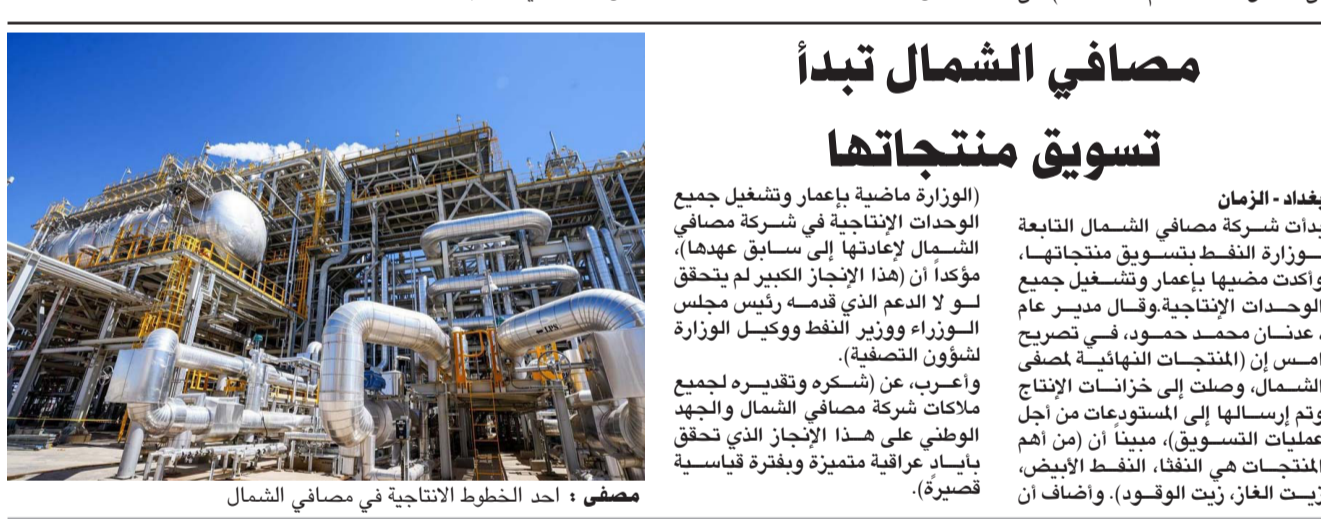 مصافي الشمال تبدأ
تسويق منتجاتها
بغداد - الزمان
بدأت شركة مصافي الشمال التابعة
لوزارة النفط بتسويق منتجاتها،
وأكدت مضيها بإعمار وتشغيل جميع
الوحدات الإنتاجية.وقال مدير عام
، عدنان محمد حمود، في تصريح
امس إن (المنتجات النهائية لمصفى
الشمال، وصلت إلى خزانات الإنتاج
وتم إرسالها إلى المستودعات من أجل
عمليات التسويق)، مبيناً أن (من أهم
المنتجات هي النفثا، النفط الأبيض،
زيت الغاز، زيت الوقود). وأضاف أن
(الوزارة ماضية بإعمار وتشغيل جميع
الوحدات الإنتاجية في شركة مصافي
الشمال لإعادتها إلى سابق عهدها)،
مؤكداً أن (هذا الإنجاز الكبير لم يتحقق
لو لا الدعم الذي قدمه رئيس مجلس
الوزراء ووزير النفط ووكيل الوزارة
لشؤون التصفية).
وأعرب، عن (شكره وتقديره لجميع
ملاكات شركة مصافي الشمال والجهد
الوطني على هذا الإنجاز الذي تحقق
بأياد عراقية متميزة وبفترة قياسية
قصيرة).
مصفى : احد الخطوط الانتاجية في مصافي الشمال